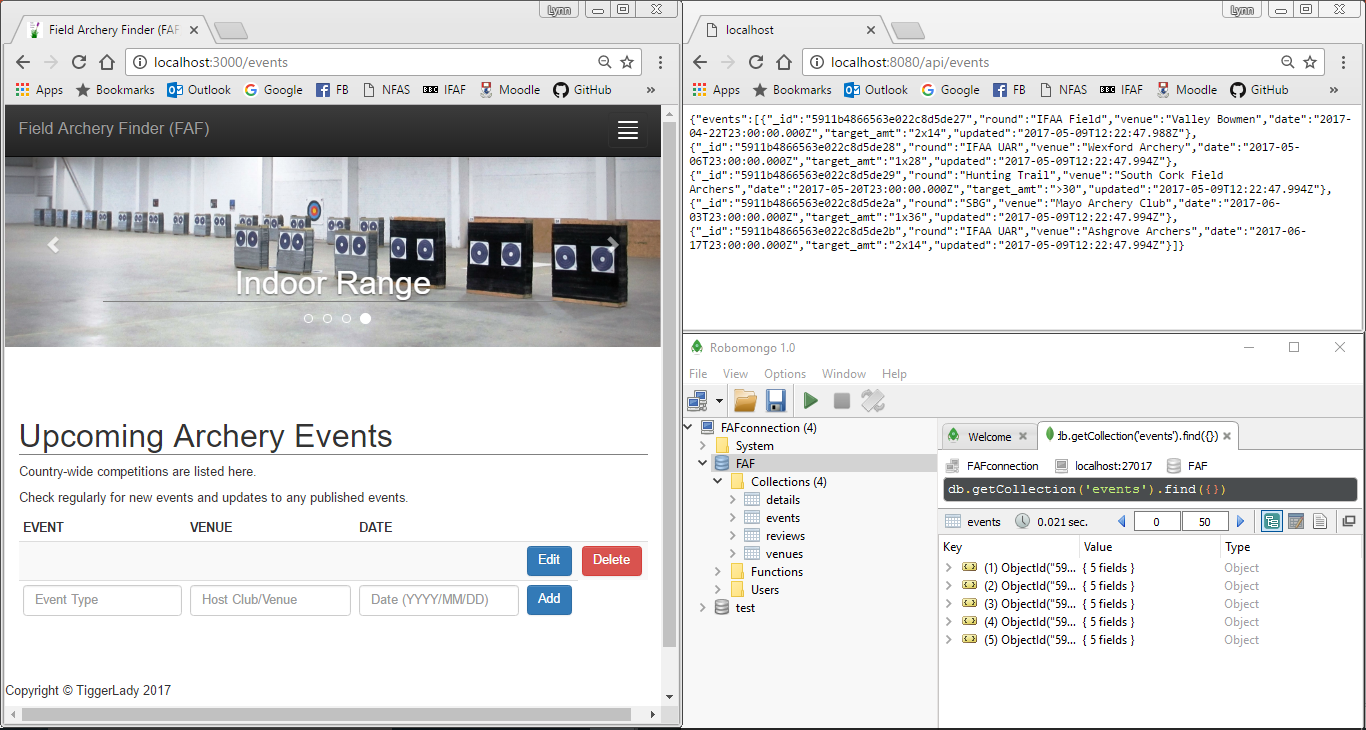 Lynn
Field Archery Finder (FAF
localhost:3000/events
Apps Bookmarks Outlook Google FB NFAS IFAF Moodle GitHub »
Field Archery Finder (FAF)
Indoor Range
Upcoming Archery Events
Country-wide competitions are listed here.
Check regularly for new events and updates to any published events.
EVENT VENUE DATE
Edit Delete
Event Type Host Club/Venue Date (YYYY/MM/DD) Add
Copyright © TiggerLady 2017
Lynn
localhost
localhost:8080/api/events
Apps Bookmarks Outlook Google FB NFAS IFAF Moodle GitHub »
{"events":[{"_id":"5911b4866563e022c8d5de27","round":"IFAA Field","venue":"Valley Bowmen","date":"2017-
04-22T23:00:00.000Z","target_amt":"2x14","updated":"2017-05-09T12:22:47.988Z"},
{"_id":"5911b4866563e022c8d5de28","round":"IFAA UAR","venue":"Wexford Archery","date":"2017-05-
06T23:00:00.000Z","target_amt":"1x28","updated":"2017-05-09T12:22:47.994Z"},
{"_id":"5911b4866563e022c8d5de29","round":"Hunting Trail","venue":"South Cork Field
Archers","date":"2017-05-20T23:00:00.000Z","target_amt":">30","updated":"2017-05-09T12:22:47.994Z"},
{"_id":"5911b4866563e022c8d5de2a","round":"SBG","venue":"Mayo Archery Club","date":"2017-06-
03T23:00:00.000Z","target_amt":"1x36","updated":"2017-05-09T12:22:47.994Z"},
{"_id":"5911b4866563e022c8d5de2b","round":"IFAA UAR","venue":"Ashgrove Archers","date":"2017-06-
17T23:00:00.000Z","target_amt":"2x14","updated":"2017-05-09T12:22:47.994Z"}]}
Robomongo 1.0
File View Options Window Help
FAFconnection (4)
System
FAF
Collections (4)
details
events
reviews
venues
Functions
Users
test
Welcome db.getCollection('events').find({})
FAFconnection localhost:27017 FAF
db.getCollection('events').find({})
events 0.021 sec. 0 50
Key Value Type
(1) ObjectId("59... { 5 fields } Object
(2) ObjectId("59... { 5 fields } Object
(3) ObjectId("59... { 5 fields } Object
(4) ObjectId("59... { 5 fields } Object
(5) ObjectId("59... { 5 fields } Object